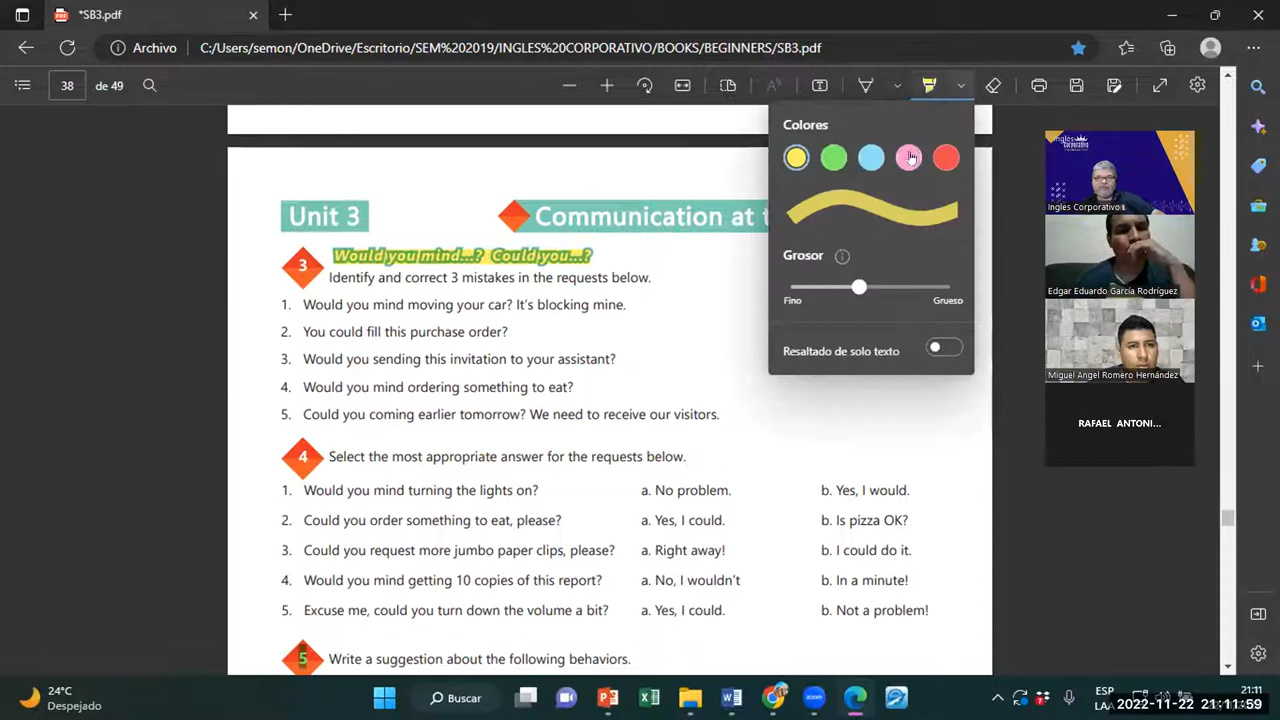 *SB3.pdf
Archivo
C:/Users/semon/OneDrive/Escritorio/SEM%202019/INGLES%20CORPORATIVO/BOOKS/BEGINNERS/SB3.pdf
38 de 49
Colores
Grosor
Fino Grueso
Resaltado de solo texto
Unit 3 Communication at t
3 Would you mind...? Could you...?
Identify and correct 3 mistakes in the requests below.
1. Would you mind moving your car? It's blocking mine.
2. You could fill this purchase order?
3. Would you sending this invitation to your assistant?
4. Would you mind ordering something to eat?
5. Could you coming earlier tomorrow? We need to receive our visitors.
4 Select the most appropriate answer for the requests below.
1. Would you mind turning the lights on? a. No problem. b. Yes, I would.
2. Could you order something to eat, please? a. Yes, I could. b. Is pizza OK?
3. Could you request more jumbo paper clips, please? a. Right away! b. I could do it.
4. Would you mind getting 10 copies of this report? a. No, I wouldn't b. In a minute!
5. Excuse me, could you turn down the volume a bit? a. Yes, I could. b. Not a problem!
5 Write a suggestion about the following behaviors.
Inglés
Corporativo
Ingles Corporativo
Edgar Eduardo García Rodríguez
Miguel Angel Romero Hernández
RAFAEL ANTONI...
24°C
Despejado
Buscar
ESP
LAA
21:11
2022-11-22 21:11:59